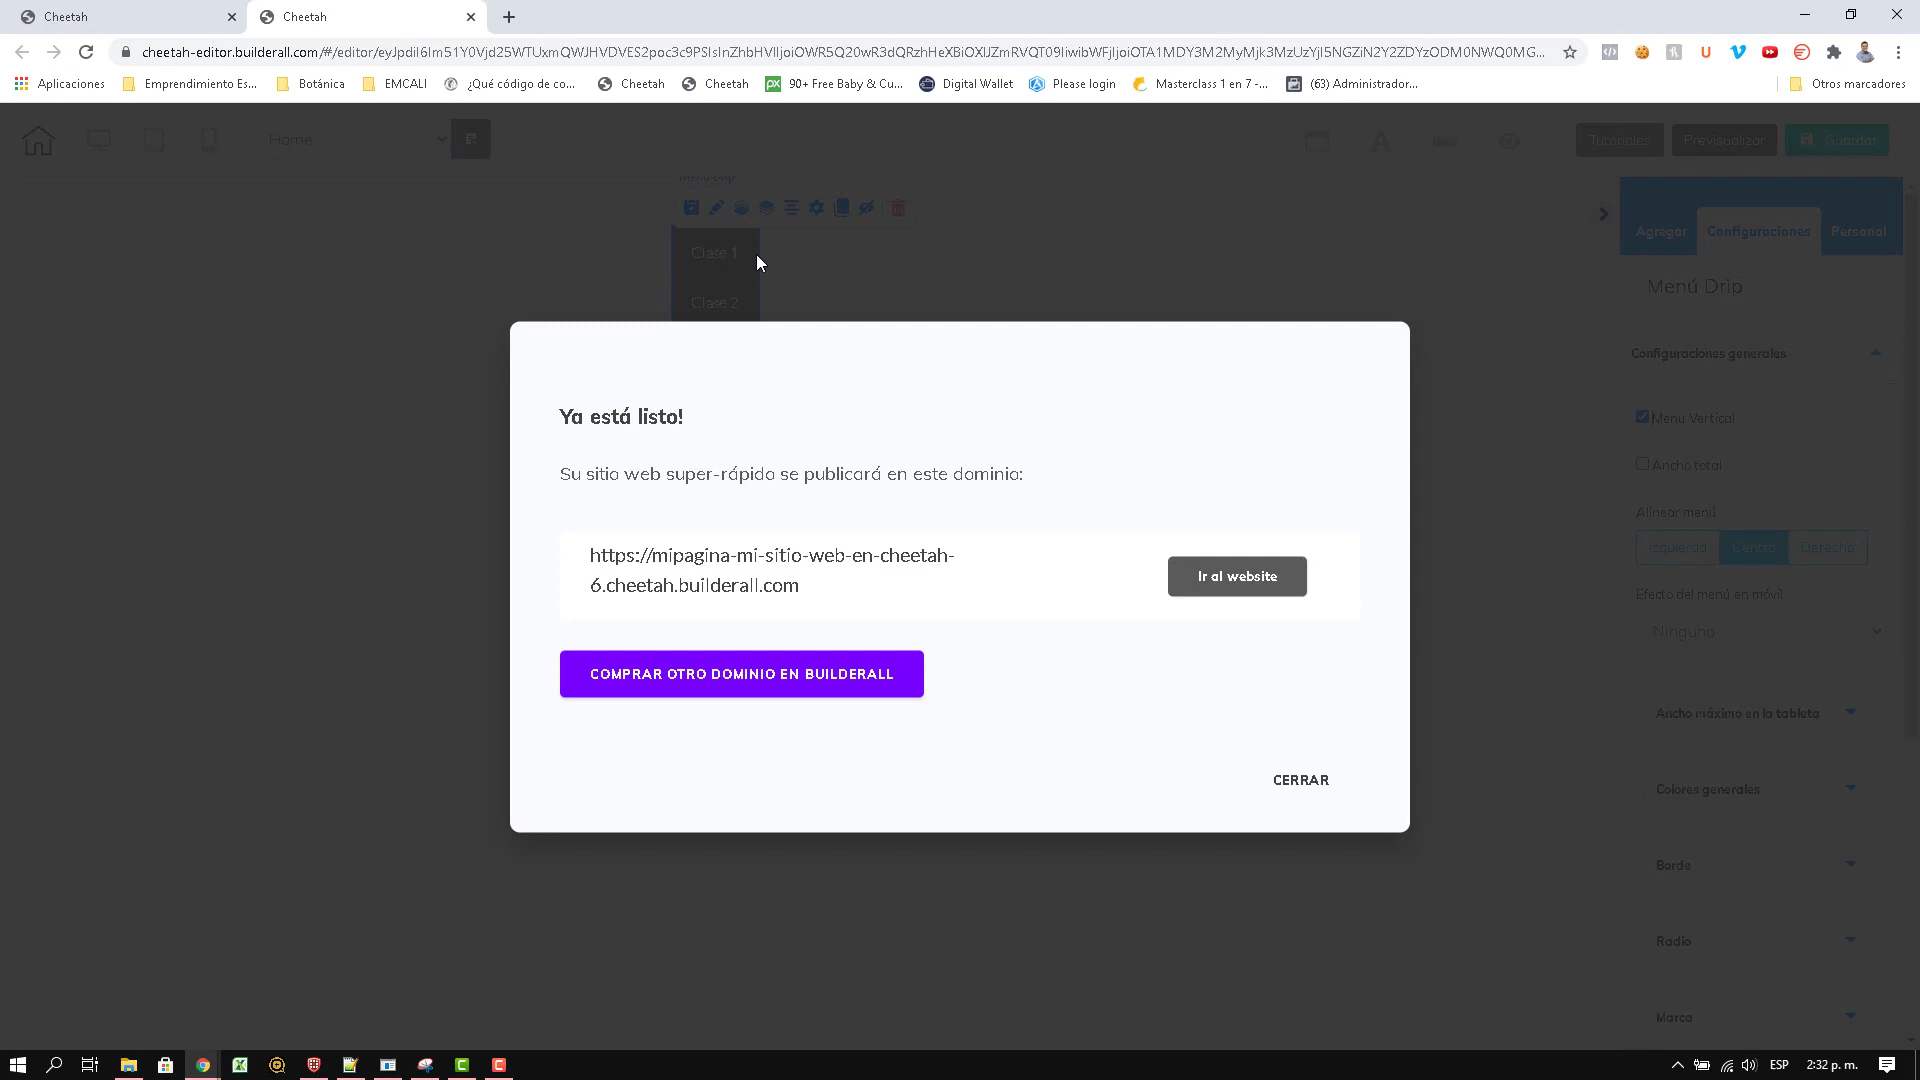 Cheetah
Cheetah
cheetah-editor.builderall.com/#/editor/
Aplicaciones
Emprendimiento Es...
Botánica
EMCALI
¿Qué código de co...
Cheetah
Cheetah
90+ Free Baby & Cu...
Digital Wallet
Please login
Masterclass 1 en 7 -...
(63) Administrador...
Otros marcadores
Home
Tutoriales
Previsualizar
Guardar
Menú Drip
Agregar
Configuraciones
Personal
Clase 1
Clase 2
Menú Drip
Configuraciones generales
Menu Vertical
Ancho total
Alinear menú
Izquierda
Centro
Derecho
Efecto del menú en móvil
Ninguna
Ancho máximo en la tableta
Colores generales
Borde
Radio
Marca
Ya está listo!
Su sitio web super-rápido se publicará en este dominio:
https://mipagina-mi-sitio-web-en-cheetah-
6.cheetah.builderall.com
Ir al website
COMPRAR OTRO DOMINIO EN BUILDERALL
CERRAR
ESP
2:32 p. m.